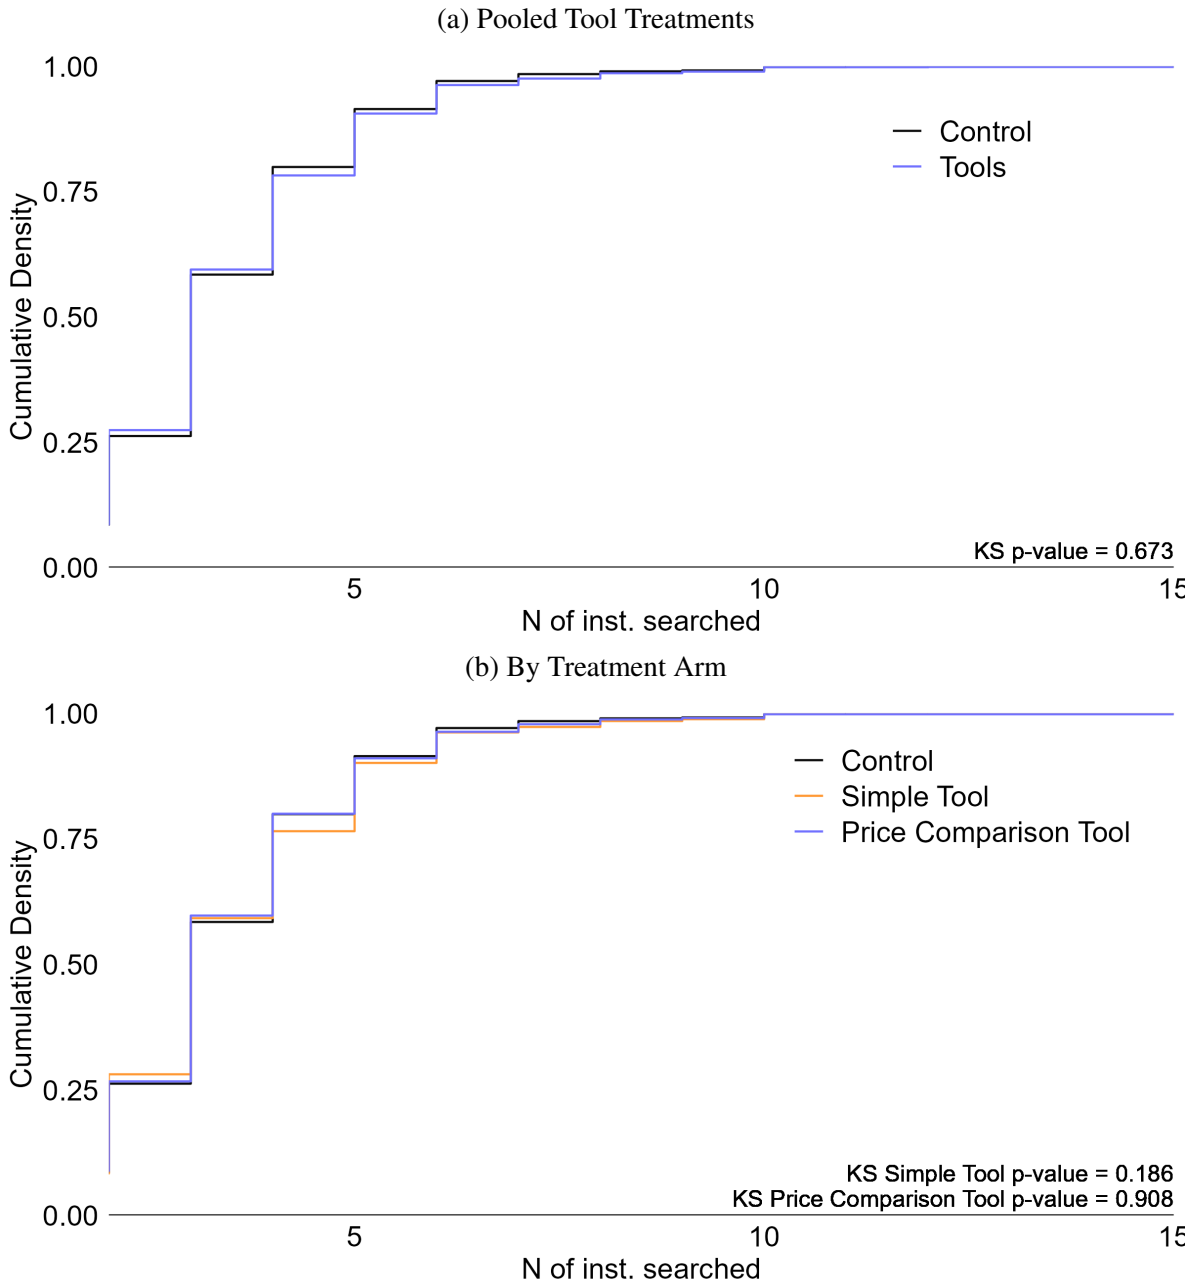 (a) Pooled Tool Treatments
1.00
0.75
0.50
0.25
0.00
Cumulative Density
Control
Tools
KS p-value = 0.673
5
10
15
N of inst. searched
(b) By Treatment Arm
1.00
0.75
0.50
0.25
0.00
Cumulative Density
Control
Simple Tool
Price Comparison Tool
KS Simple Tool p-value = 0.186
KS Price Comparison Tool p-value = 0.908
5
10
15
N of inst. searched